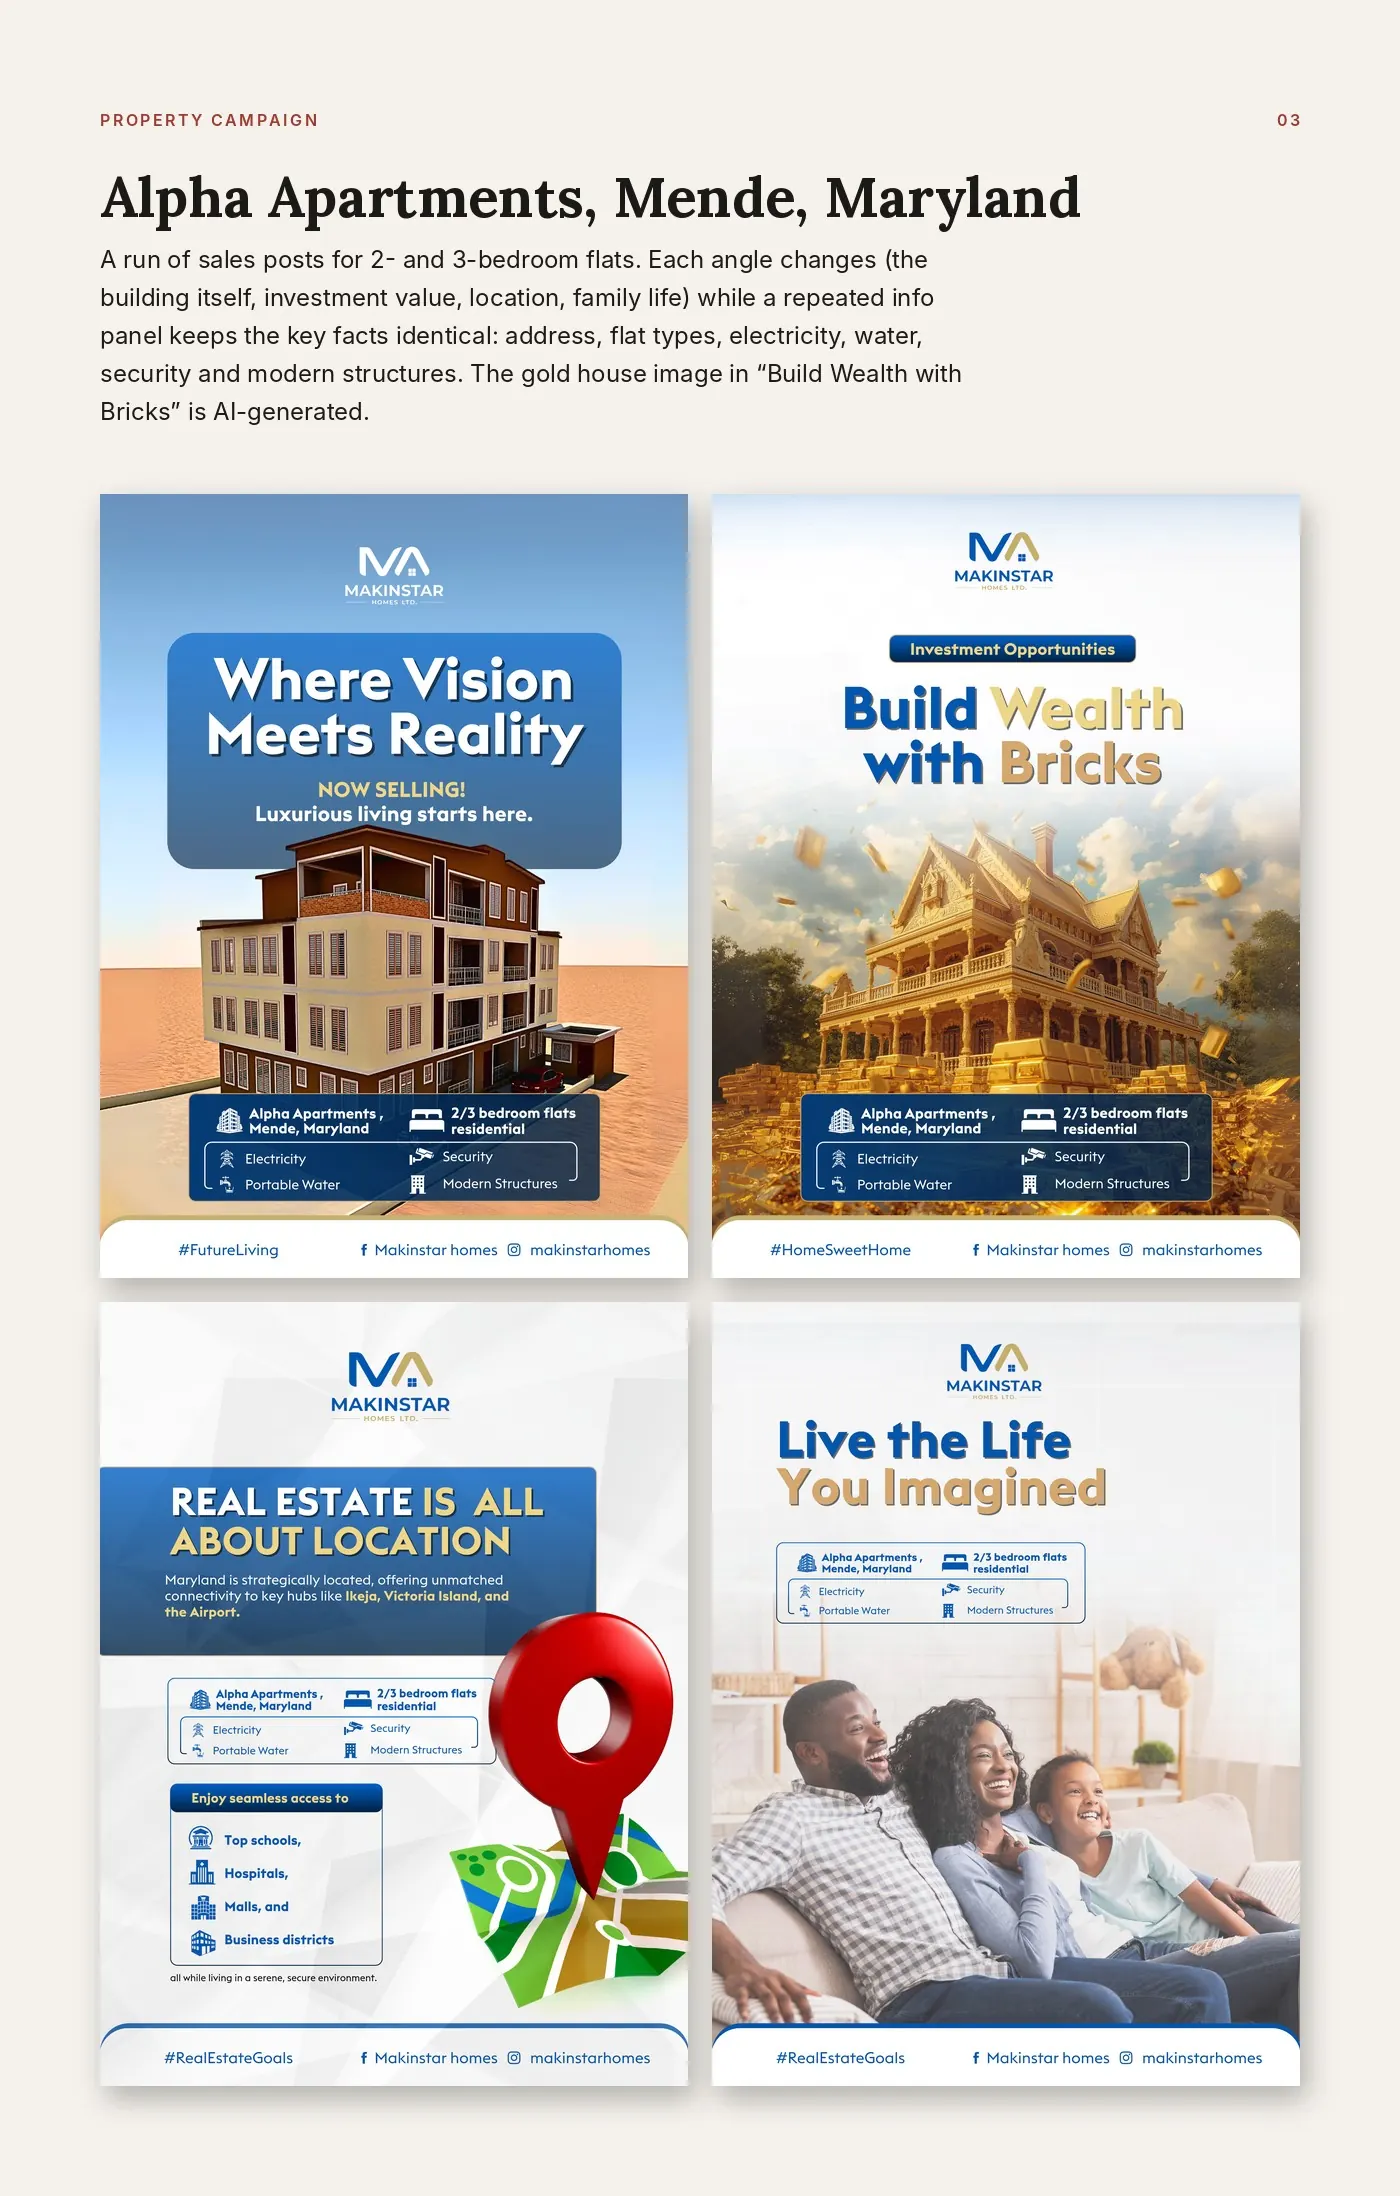 PROPERTY CAMPAIGN
03
Alpha Apartments, Mende, Maryland
A run of sales posts for 2- and 3-bedroom flats. Each angle changes (the
building itself, investment value, location, family life) while a repeated info
panel keeps the key facts identical: address, flat types, electricity, water,
security and modern structures. The gold house image in “Build Wealth with
Bricks” is AI-generated.
MAKINSTAR
HOMES LTD.
Where Vision
Meets Reality
NOW SELLING!
Luxurious living starts here.
Alpha Apartments ,
Mende, Maryland
2/3 bedroom flats
residential
Electricity
Security
Portable Water
Modern Structures
#FutureLiving
Makinstar homes
makinstarhomes
MAKINSTAR
HOMES LTD.
Investment Opportunities
Build Wealth
with Bricks
Alpha Apartments ,
Mende, Maryland
2/3 bedroom flats
residential
Electricity
Security
Portable Water
Modern Structures
#HomeSweetHome
Makinstar homes
makinstarhomes
MAKINSTAR
HOMES LTD.
REAL ESTATE IS ALL
ABOUT LOCATION
Maryland is strategically located, offering unmatched
connectivity to key hubs like Ikeja, Victoria Island, and
the Airport.
Alpha Apartments ,
Mende, Maryland
2/3 bedroom flats
residential
Electricity
Security
Portable Water
Modern Structures
Enjoy seamless access to
Top schools,
Hospitals,
Malls, and
Business districts
all while living in a serene, secure environment.
#RealEstateGoals
Makinstar homes
makinstarhomes
MAKINSTAR
HOMES LTD.
Live the Life
You Imagined
Alpha Apartments ,
Mende, Maryland
2/3 bedroom flats
residential
Electricity
Security
Portable Water
Modern Structures
#RealEstateGoals
Makinstar homes
makinstarhomes